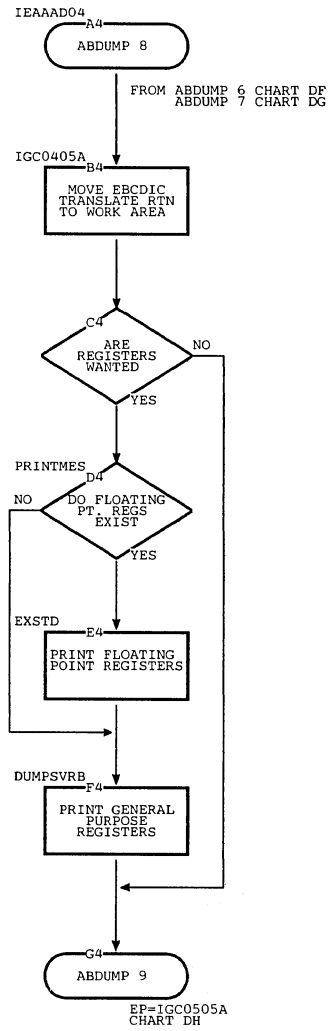 IEAAAD04
A4
ABDUMP 8
FROM ABDUMP 6 CHART DF
ABDUMP 7 CHART DG
IGC0405A
B4
MOVE EBCDIC
TRANSLATE RTN
TO WORK AREA
C4
ARE
REGISTERS
WANTED
NO
YES
PRINTMES
D4
NO
DO FLOATING
PT. REGS
EXIST
YES
EXSTD
E4
PRINT FLOATING
POINT REGISTERS
DUMPSVRB
F4
PRINT GENERAL
PURPOSE
REGISTERS
G4
ABDUMP 9
EP=IGC0505A
CHART DH